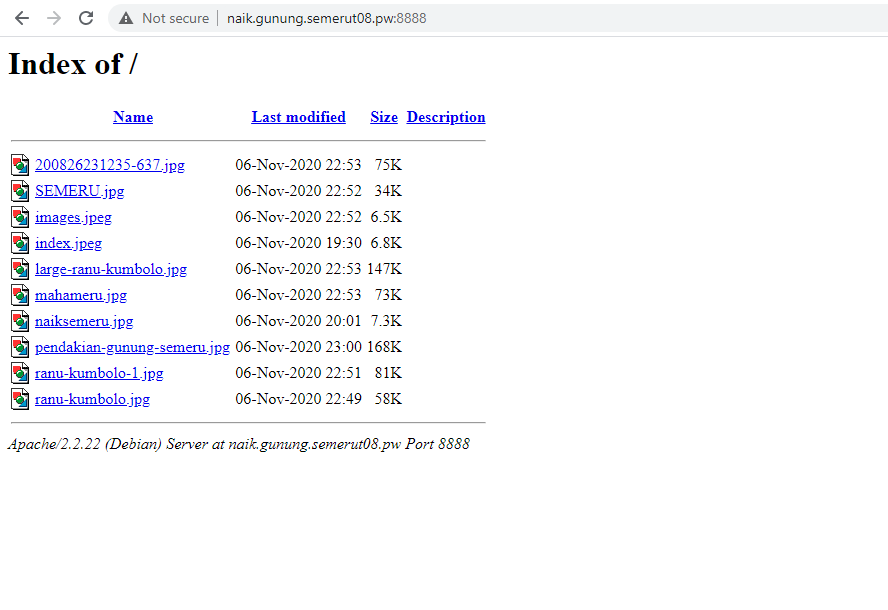 Not secure | naik.gunung.semerut08.pw:8888
Index of /
Name Last modified Size Description
200826231235-637.jpg 06-Nov-2020 22:53 75K
SEMERU.jpg 06-Nov-2020 22:52 34K
images.jpeg 06-Nov-2020 22:52 6.5K
index.jpeg 06-Nov-2020 19:30 6.8K
large-ranu-kumbolo.jpg 06-Nov-2020 22:53 147K
mahameru.jpg 06-Nov-2020 22:53 73K
naiksemeru.jpg 06-Nov-2020 20:01 7.3K
pendakian-gunung-semeru.jpg 06-Nov-2020 23:00 168K
ranu-kumbolo-1.jpg 06-Nov-2020 22:51 81K
ranu-kumbolo.jpg 06-Nov-2020 22:49 58K
Apache/2.2.22 (Debian) Server at naik.gunung.semerut08.pw Port 8888